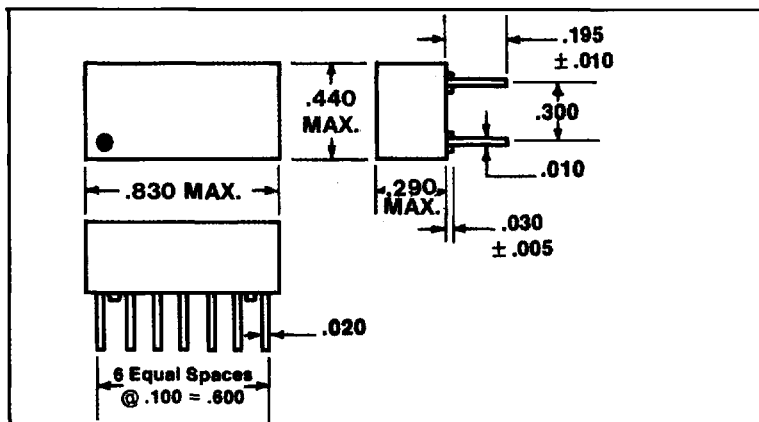 .195
± .010
.440
MAX.
.300
.010
.830 MAX.
.290
MAX.
.030
± .005
.020
6 Equal Spaces
@ .100 = .600